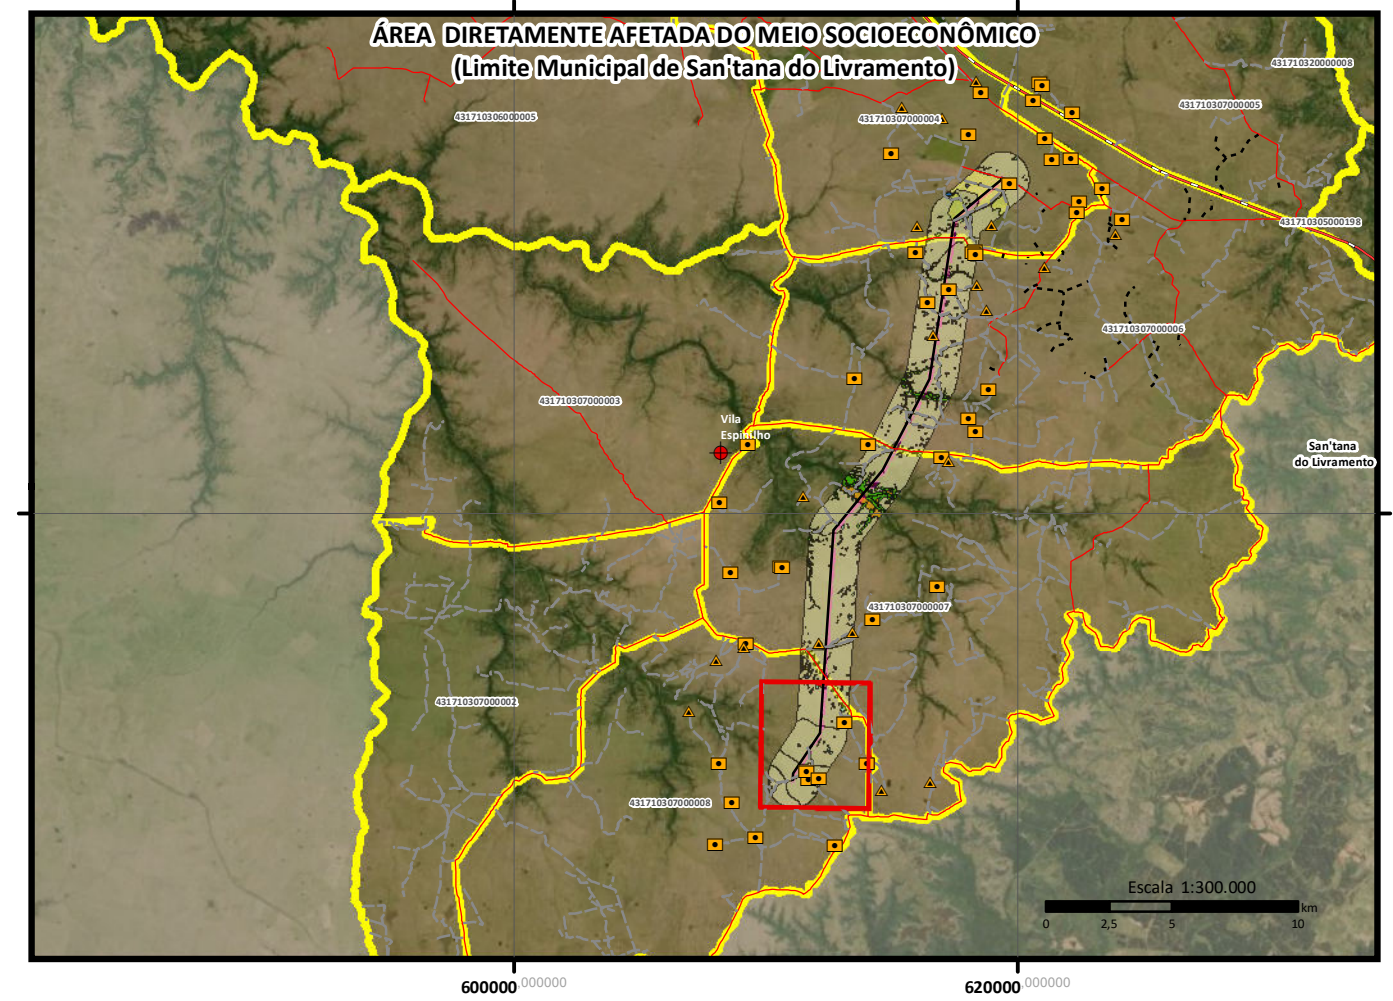 ÁREA DIRETAMENTE AFETADA DO MEIO SOCIOECONÔMICO
(Limite Municipal de San'tana do Livramento)
431710320000008
431710307000005
431710306000005
431710307000004
431710305000198
431710307000006
431710307000003
Vila
Espinilho
San'tana
do Livramento
431710307000007
431710307000002
431710307000008
Escala 1:300.000
km
0 2,5 5 10
600000,000000
620000,000000